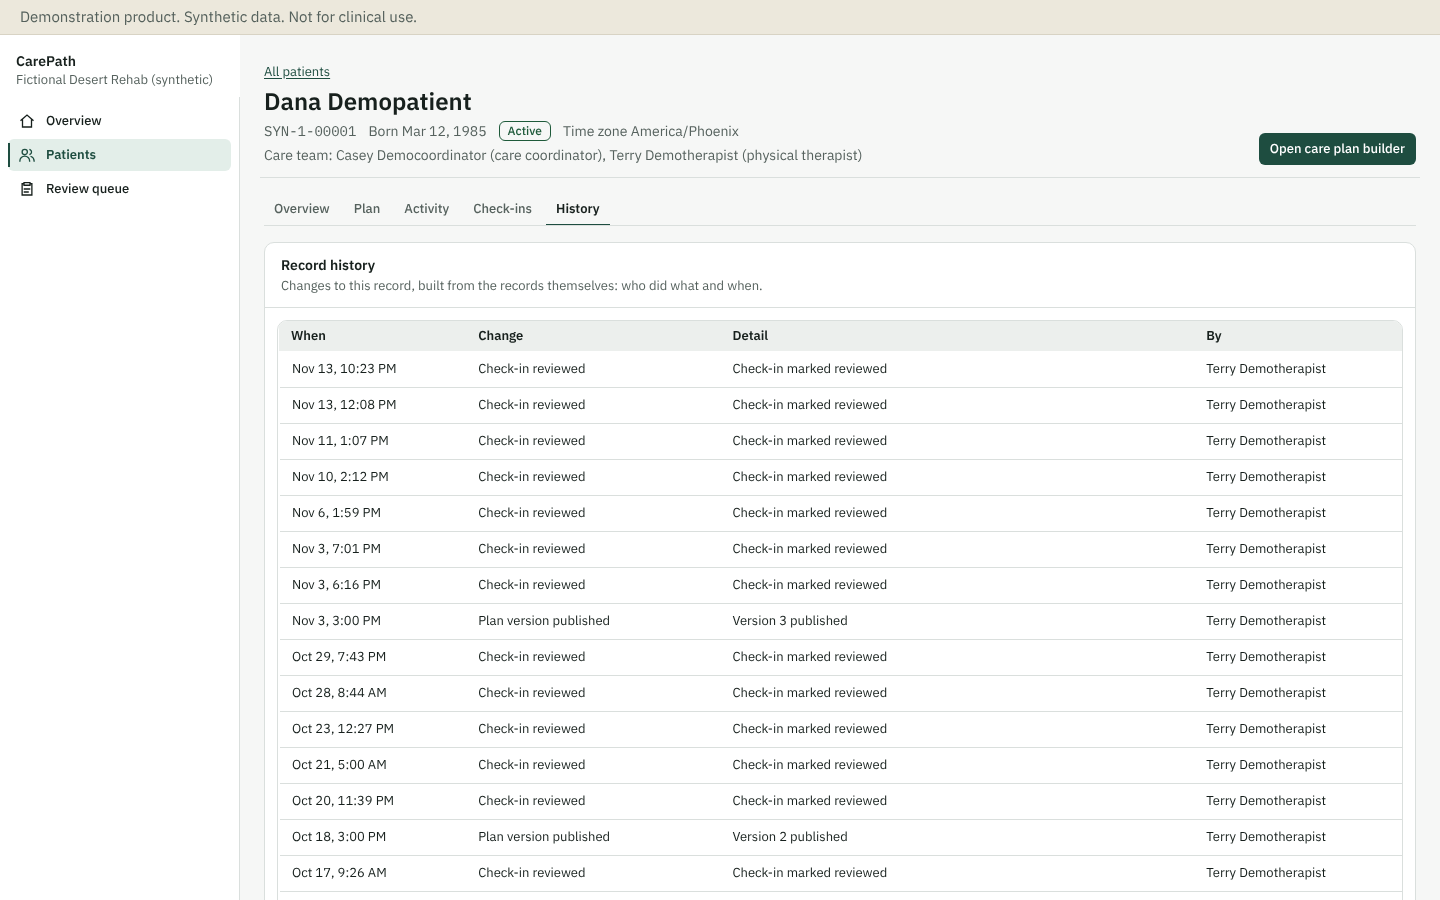 Demonstration product. Synthetic data. Not for clinical use.
CarePath
Fictional Desert Rehab (synthetic)
Overview
Patients
Review queue
All patients
Dana Demopatient
SYN-1-00001 Born Mar 12, 1985 Active Time zone America/Phoenix
Care team: Casey Democoordinator (care coordinator), Terry Demotherapist (physical therapist)
Open care plan builder
Overview Plan Activity Check-ins History
Record history
Changes to this record, built from the records themselves: who did what and when.
When Change Detail By
Nov 13, 10:23 PM Check-in reviewed Check-in marked reviewed Terry Demotherapist
Nov 13, 12:08 PM Check-in reviewed Check-in marked reviewed Terry Demotherapist
Nov 11, 1:07 PM Check-in reviewed Check-in marked reviewed Terry Demotherapist
Nov 10, 2:12 PM Check-in reviewed Check-in marked reviewed Terry Demotherapist
Nov 6, 1:59 PM Check-in reviewed Check-in marked reviewed Terry Demotherapist
Nov 3, 7:01 PM Check-in reviewed Check-in marked reviewed Terry Demotherapist
Nov 3, 6:16 PM Check-in reviewed Check-in marked reviewed Terry Demotherapist
Nov 3, 3:00 PM Plan version published Version 3 published Terry Demotherapist
Oct 29, 7:43 PM Check-in reviewed Check-in marked reviewed Terry Demotherapist
Oct 28, 8:44 AM Check-in reviewed Check-in marked reviewed Terry Demotherapist
Oct 23, 12:27 PM Check-in reviewed Check-in marked reviewed Terry Demotherapist
Oct 21, 5:00 AM Check-in reviewed Check-in marked reviewed Terry Demotherapist
Oct 20, 11:39 PM Check-in reviewed Check-in marked reviewed Terry Demotherapist
Oct 18, 3:00 PM Plan version published Version 2 published Terry Demotherapist
Oct 17, 9:26 AM Check-in reviewed Check-in marked reviewed Terry Demotherapist